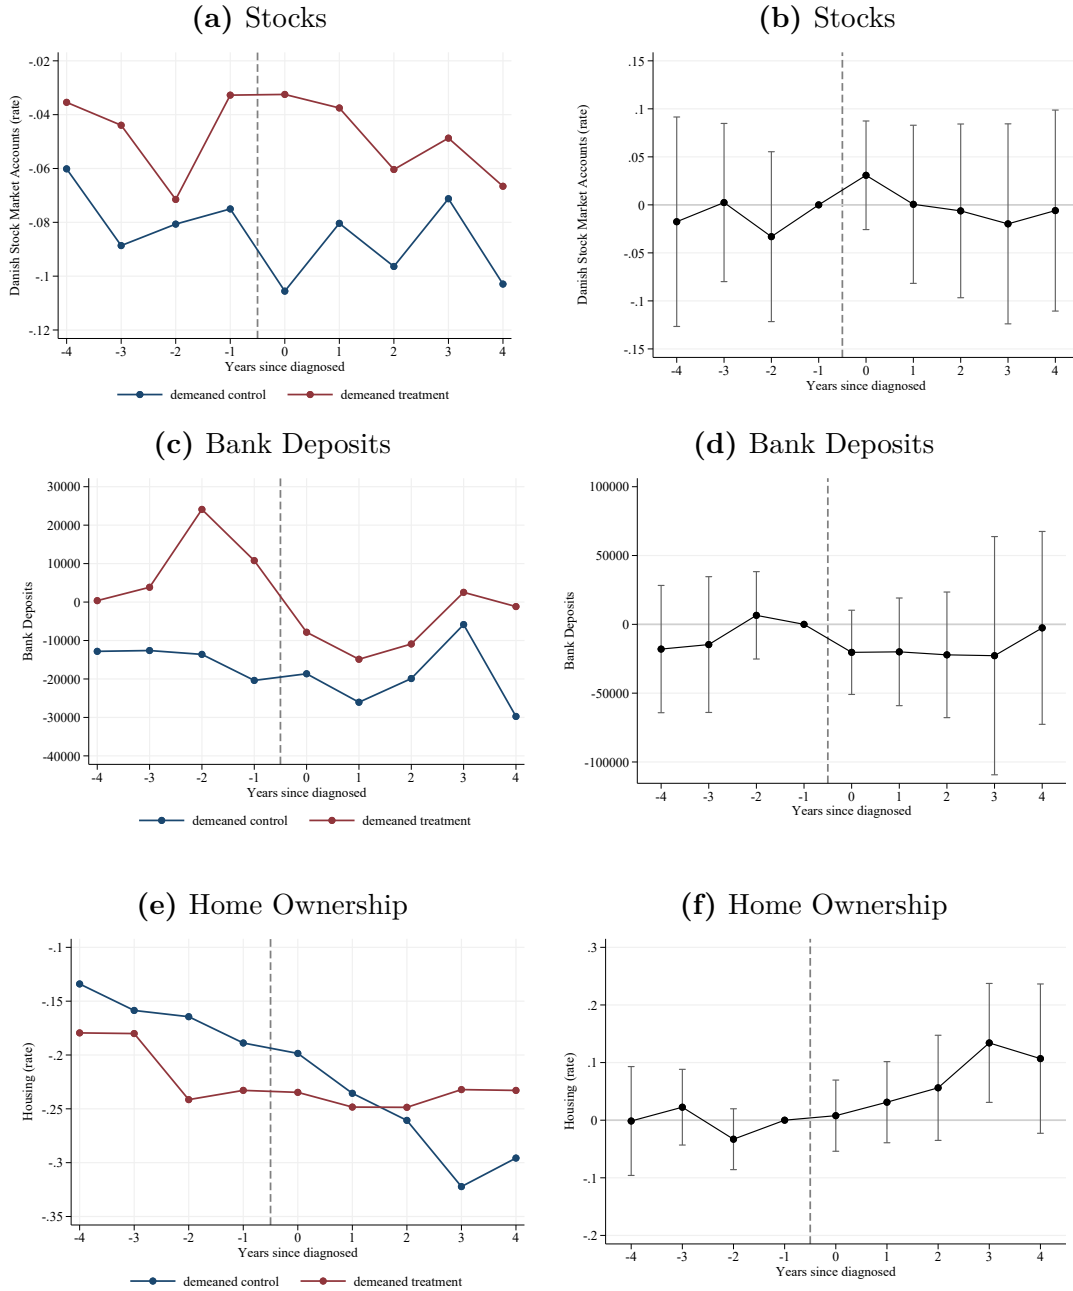 (a) Stocks
Danish Stock Market Accounts (rate)
-.02
-.04
-.06
-.08
-.1
-.12
-4 -3 -2 -1 0 1 2 3 4
Years since diagnosed
demeaned control demeaned treatment
(b) Stocks
Danish Stock Market Accounts (rate)
.15
.1
.05
0
-.05
-.1
-.15
-4 -3 -2 -1 0 1 2 3 4
Years since diagnosed
(c) Bank Deposits
Bank Deposits
30000
20000
10000
0
-10000
-20000
-30000
-40000
-4 -3 -2 -1 0 1 2 3 4
Years since diagnosed
demeaned control demeaned treatment
(d) Bank Deposits
Bank Deposits
100000
50000
0
-50000
-100000
-4 -3 -2 -1 0 1 2 3 4
Years since diagnosed
(e) Home Ownership
Housing (rate)
-.1
-.15
-.2
-.25
-.3
-.35
-4 -3 -2 -1 0 1 2 3 4
Years since diagnosed
demeaned control demeaned treatment
(f) Home Ownership
Housing (rate)
.3
.2
.1
0
-.1
-.2
-4 -3 -2 -1 0 1 2 3 4
Years since diagnosed